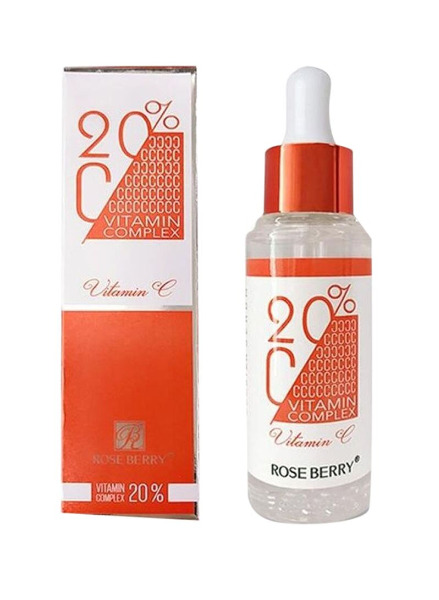 20%
C
VITAMIN
COMPLEX
Vitamin C
R
ROSE BERRY
VITAMIN
COMPLEX 20%
20%
C
VITAMIN
COMPLEX
Vitamin C
ROSE BERRY®